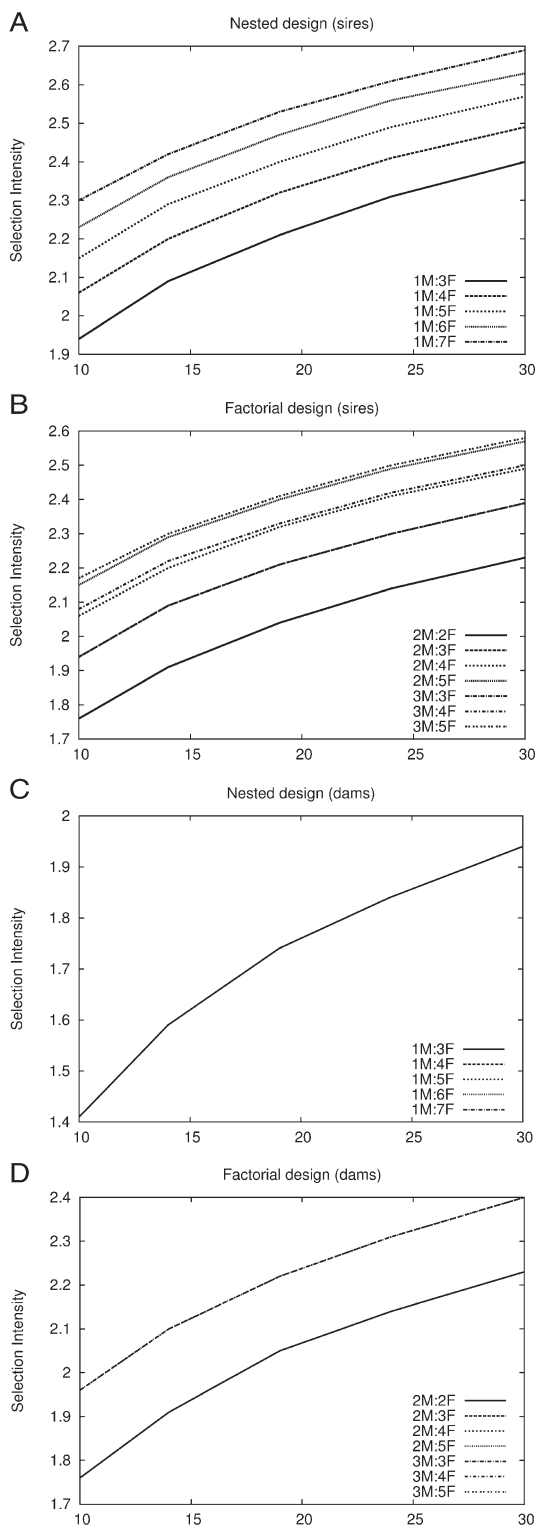 A
Nested design (sires)
2.7
2.6
2.5
2.4
2.3
2.2
2.1
2
1.9
Selection Intensity
1M:3F
1M:4F
1M:5F
1M:6F
1M:7F
10 15 20 25 30
B
Factorial design (sires)
2.6
2.5
2.4
2.3
2.2
2.1
2
1.9
1.8
1.7
Selection Intensity
2M:2F
2M:3F
2M:4F
2M:5F
3M:3F
3M:4F
3M:5F
10 15 20 25 30
C
Nested design (dams)
2
1.9
1.8
1.7
1.6
1.5
1.4
Selection Intensity
1M:3F
1M:4F
1M:5F
1M:6F
1M:7F
10 15 20 25 30
D
Factorial design (dams)
2.4
2.3
2.2
2.1
2
1.9
1.8
1.7
Selection Intensity
2M:2F
2M:3F
2M:4F
2M:5F
3M:3F
3M:4F
3M:5F
10 15 20 25 30